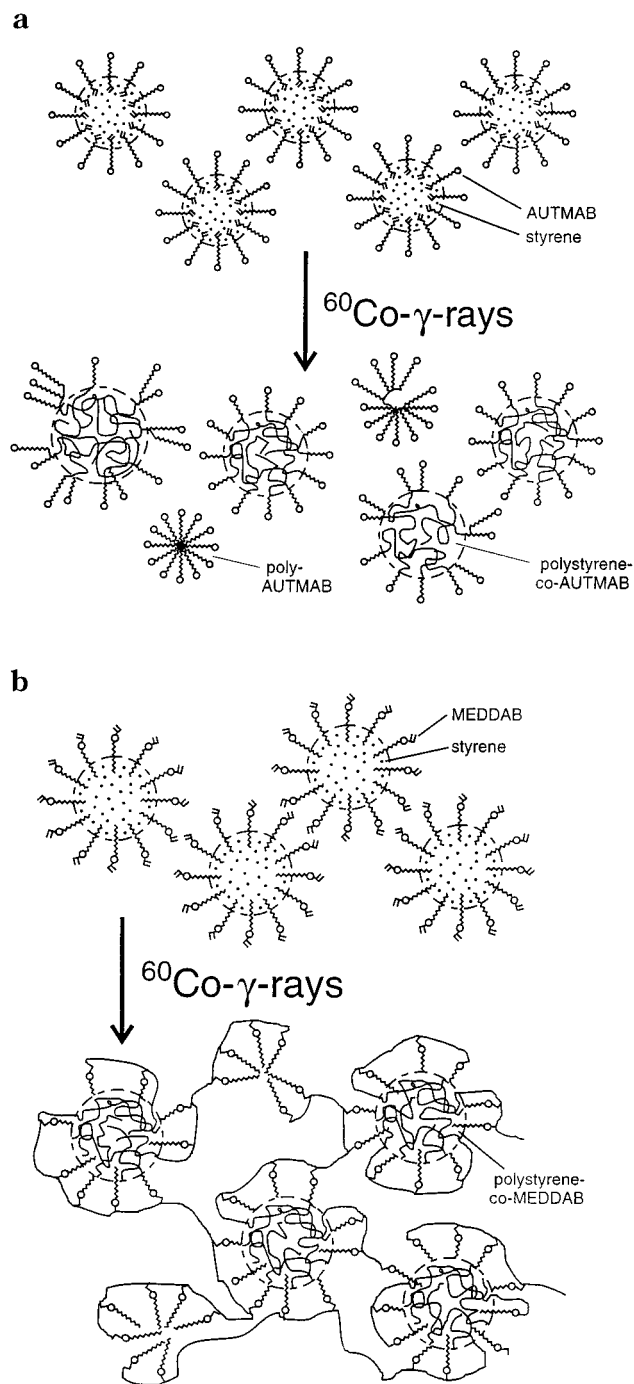 a
AUTMAB
styrene
⁶⁰Co-γ-rays
poly-
AUTMAB
polystyrene-
co-AUTMAB
b
MEDDAB
styrene
⁶⁰Co-γ-rays
polystyrene-
co-MEDDAB